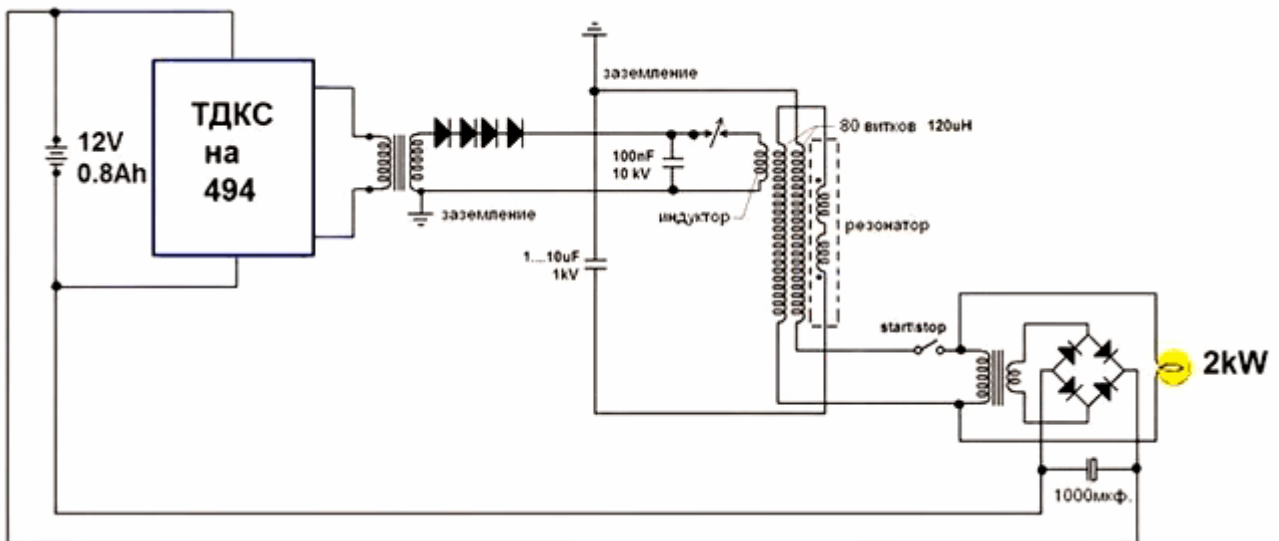 ТДКС
на
494
12V
0.8Ah
заземление
100nF
10 kV
заземление
индуктор
80 витков 120uH
резонатор
1....10uF
1kV
start\stop
2kW
1000мкф.